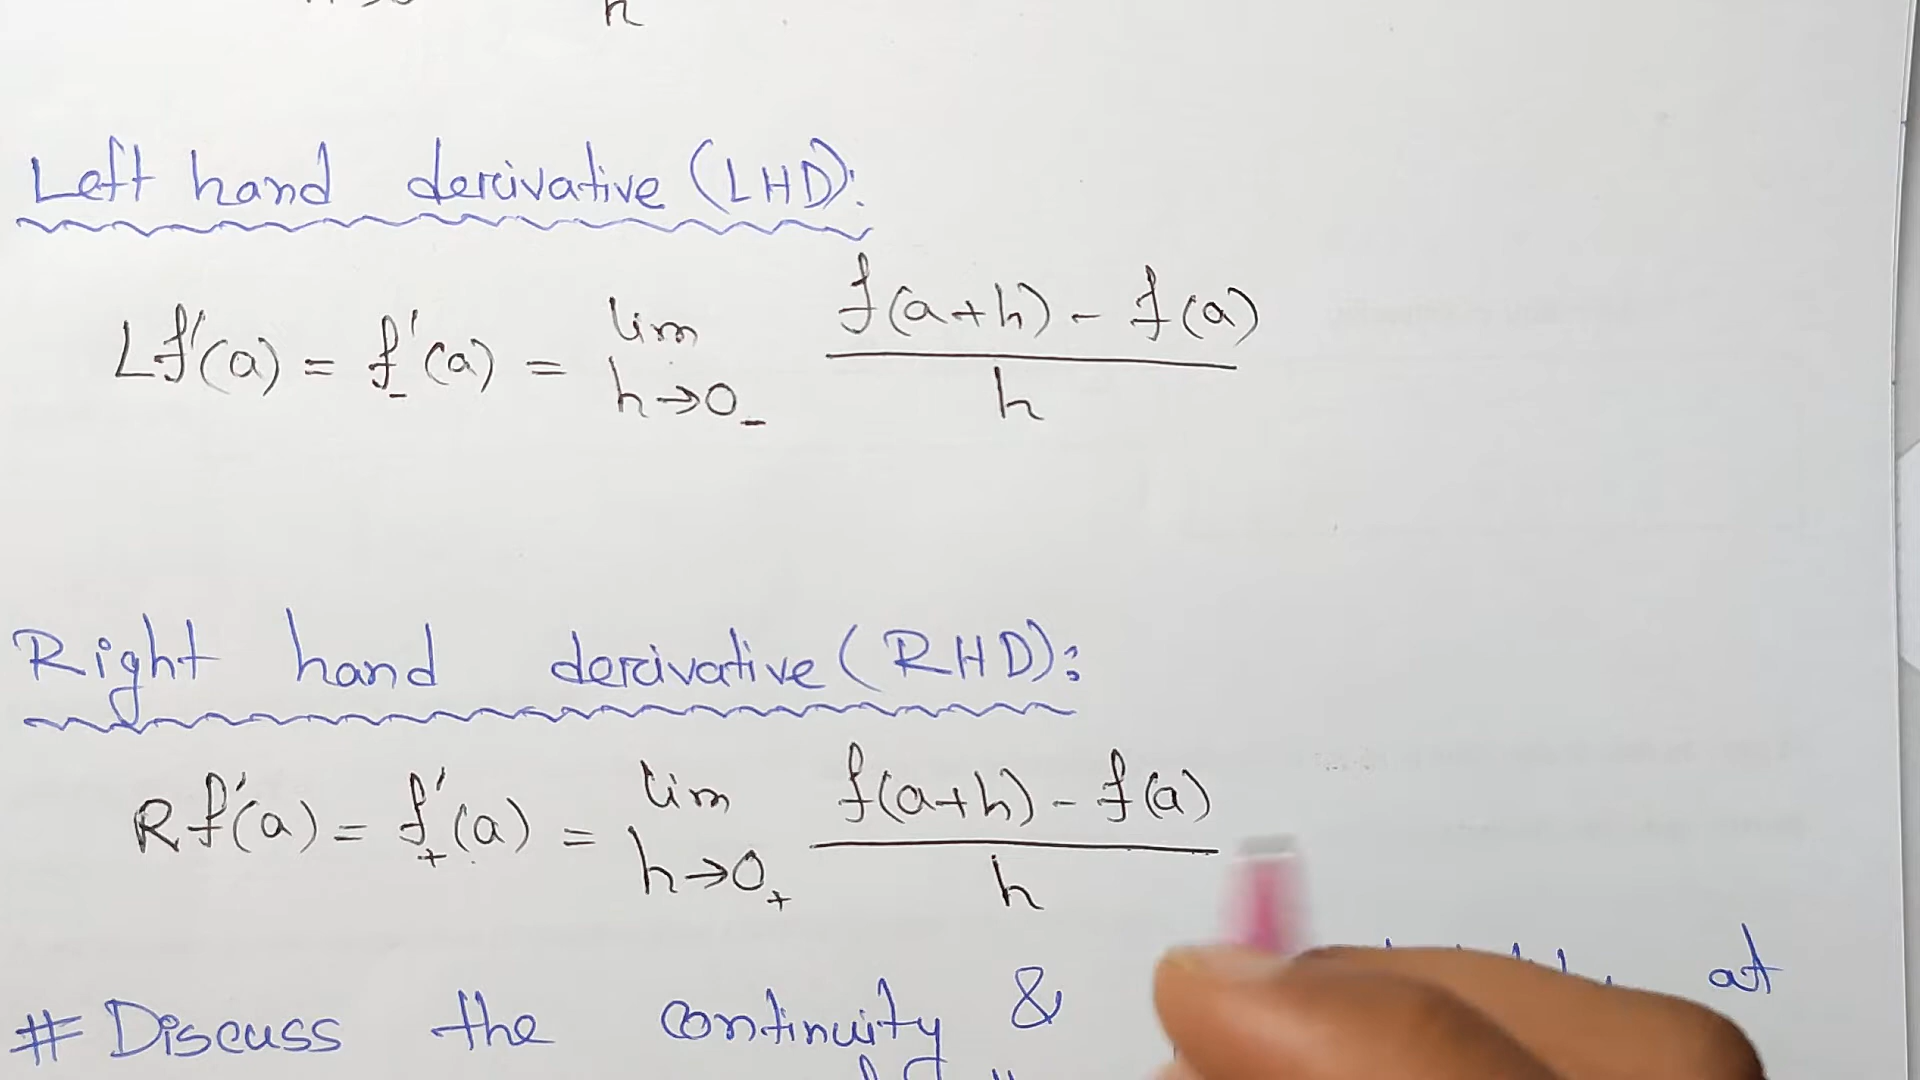 h
Left hand derivative (LHD):
Lf'(a) = f'₋(a) = lim h→0₋ f(a+h) - f(a) / h
Right hand derivative (RHD):
Rf'(a) = f'₊(a) = lim h→0₊ f(a+h) - f(a) / h
# Discuss the continuity & at